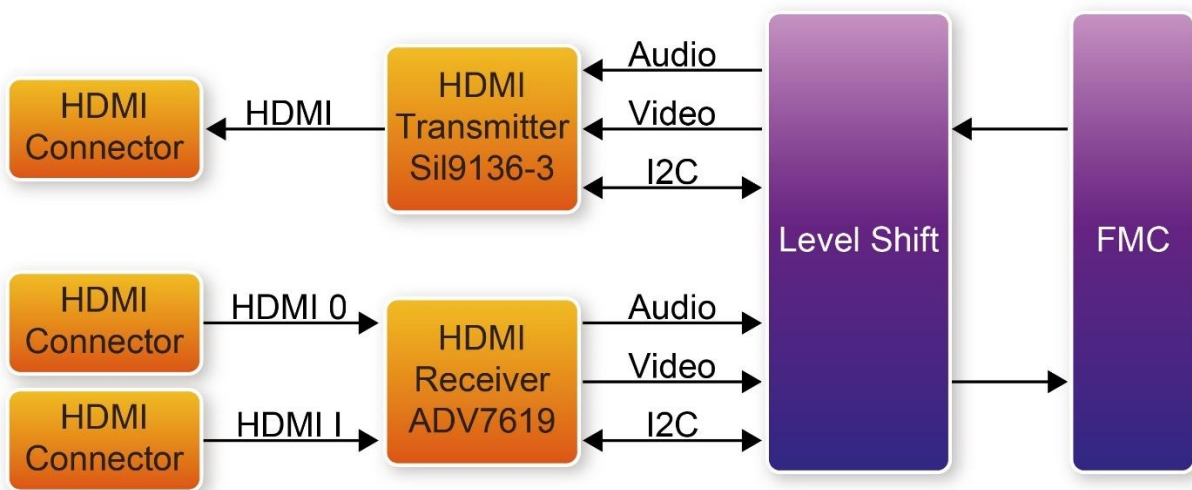 HDMI
Connector
HDMI
HDMI
Transmitter
Sil9136-3
Audio
Video
I2C
Level Shift
FMC
HDMI
Connector
HDMI 0
HDMI
Connector
HDMI I
HDMI
Receiver
ADV7619
Audio
Video
I2C